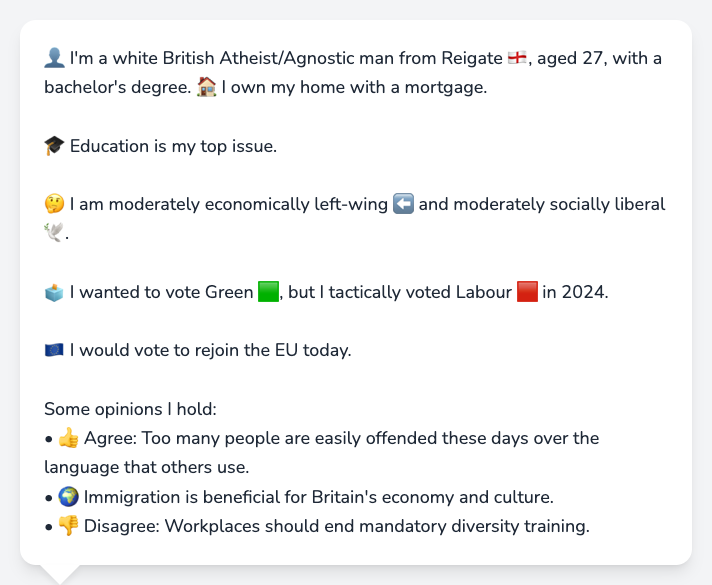 👤 I'm a white British Atheist/Agnostic man from Reigate 🏴󠁧󠁢󠁥󠁮󠁧󠁿, aged 27, with a
bachelor's degree. 🏠 I own my home with a mortgage.
🎓 Education is my top issue.
🤔 I am moderately economically left-wing ⬅️ and moderately socially liberal
🕊️.
🗳️ I wanted to vote Green 🟩, but I tactically voted Labour 🟥 in 2024.
🇪🇺 I would vote to rejoin the EU today.
Some opinions I hold:
• 👍 Agree: Too many people are easily offended these days over the
language that others use.
• 🌍 Immigration is beneficial for Britain's economy and culture.
• 👎 Disagree: Workplaces should end mandatory diversity training.